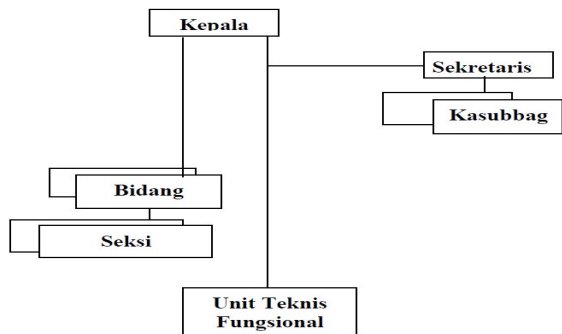 Kepala
Sekretaris
Kasubbag
Bidang
Seksi
Unit Teknis
Fungsional